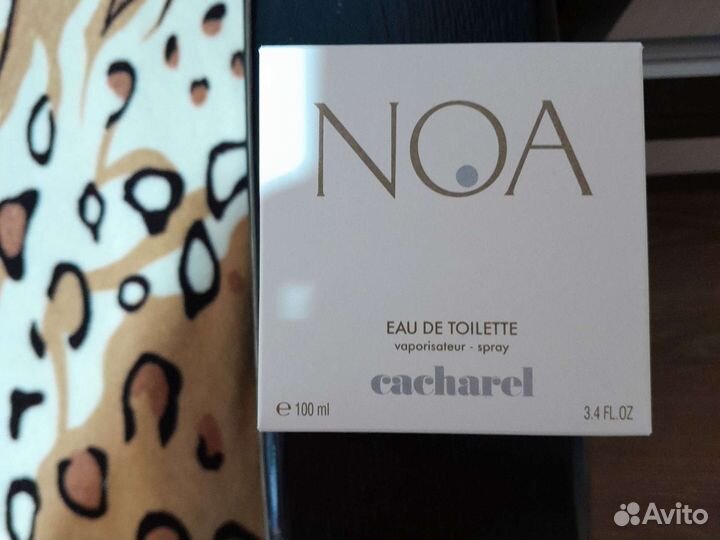 NOA
EAU DE TOILETTE
vaporisateur - spray
cacharel
℮ 100 ml 3.4 FL.OZ
Avito